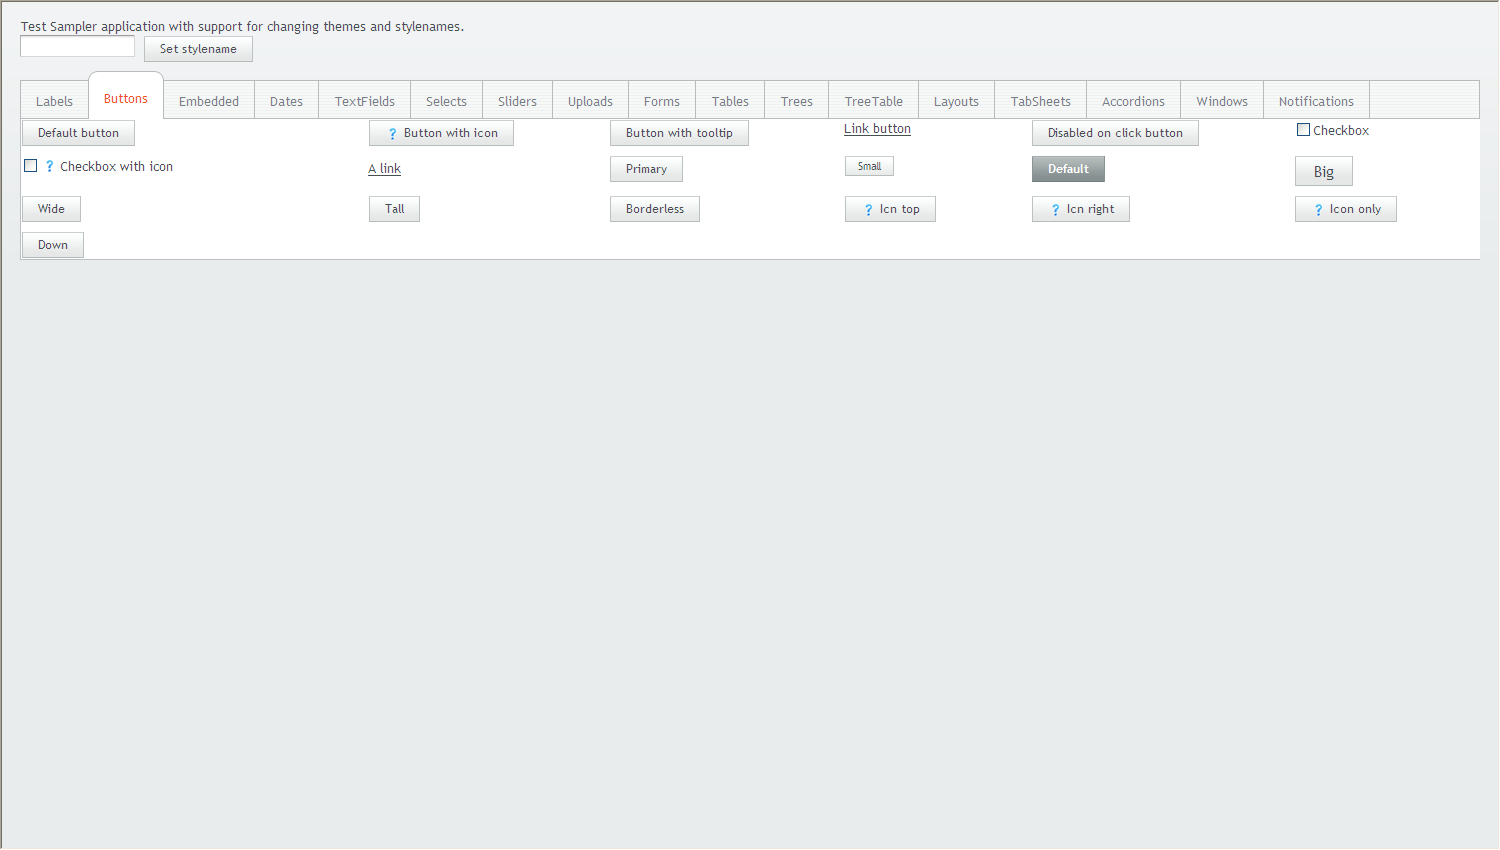 Test Sampler application with support for changing themes and stylenames.
Set stylename
Labels Buttons Embedded Dates TextFields Selects Sliders Uploads Forms Tables Trees TreeTable Layouts TabSheets Accordions Windows Notifications
Default button ? Button with icon Button with tooltip Link button Disabled on click button Checkbox
? Checkbox with icon A link Primary Small Default Big
Wide Tall Borderless ? Icn top ? Icn right ? Icon only
Down